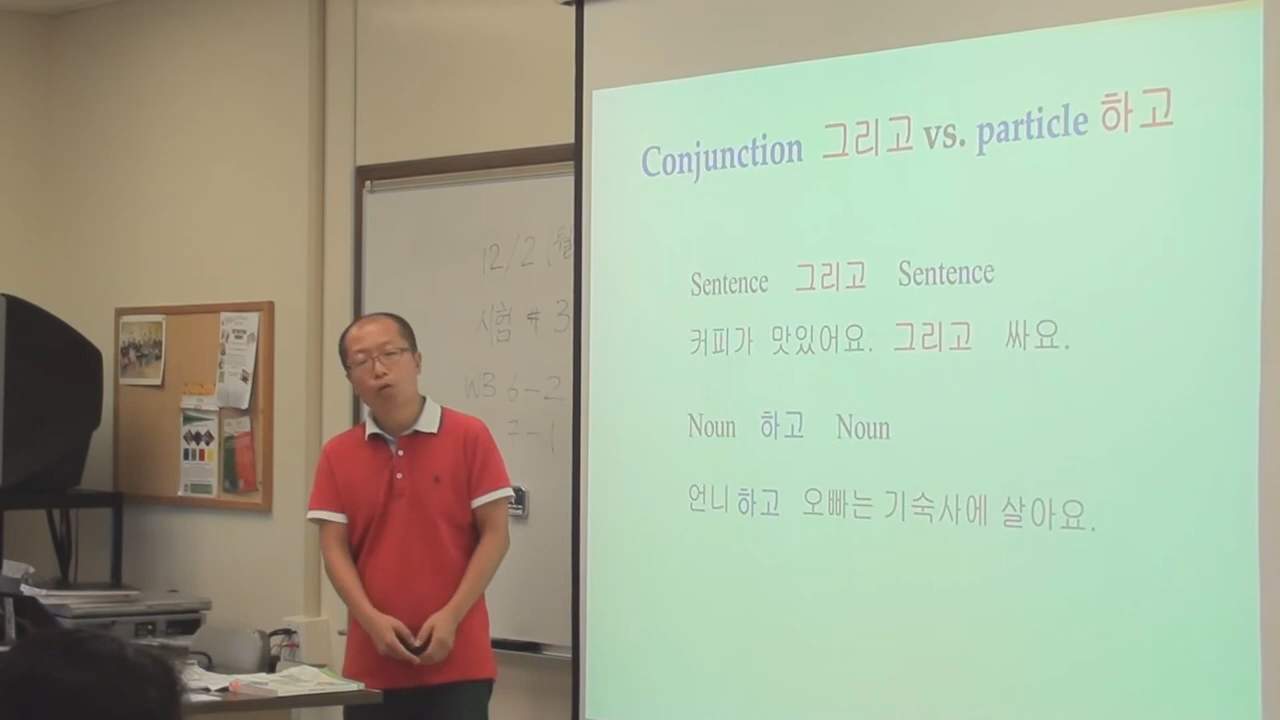 12/2 (월
시험 # 3
WB 6-2
7-1
Conjunction 그리고 vs. particle 하고
Sentence 그리고 Sentence
커피가 맛있어요. 그리고 싸요.
Noun 하고 Noun
언니하고 오빠는 기숙사에 살아요.